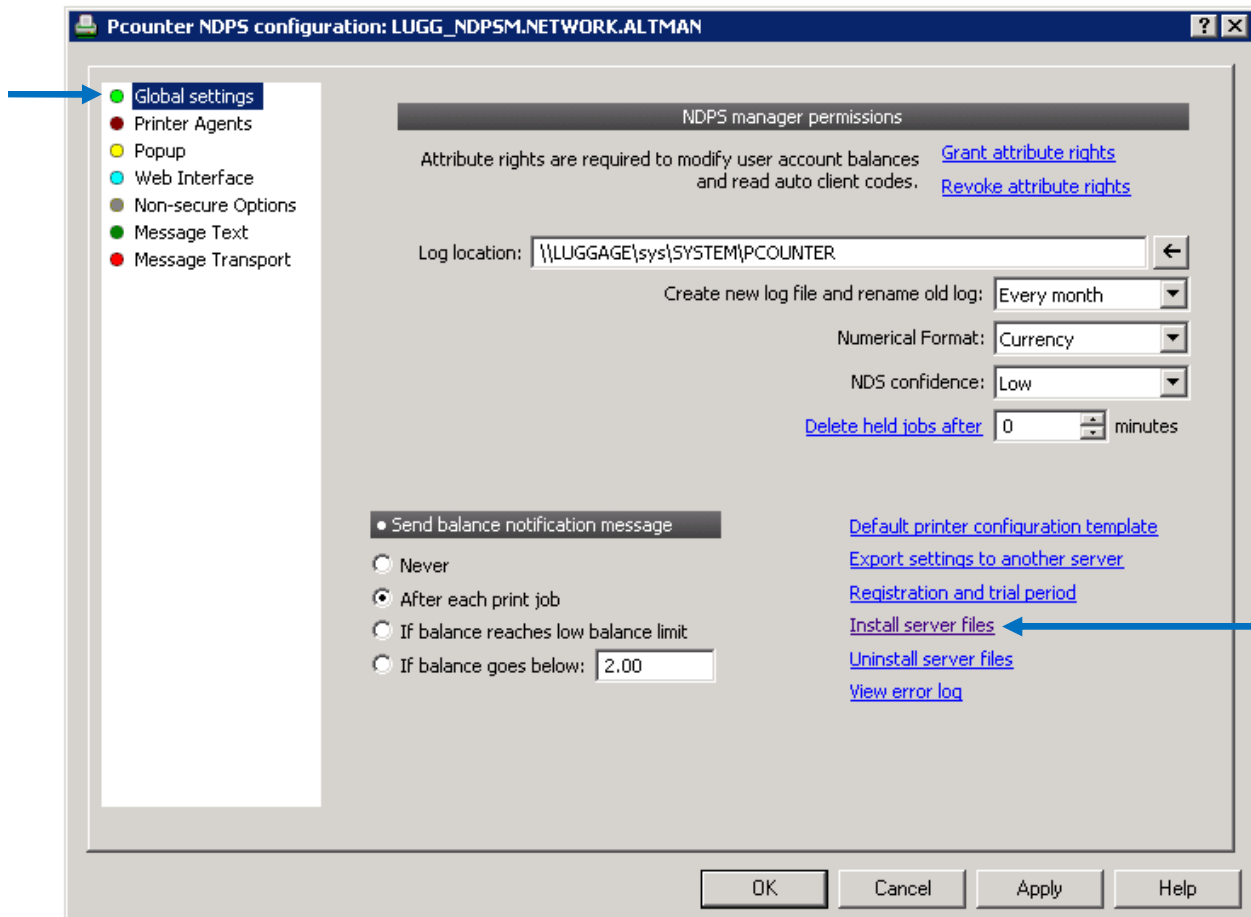 Pcounter NDPS configuration: LUGG_NDPSM.NETWORK.ALTMAN
Global settings
Printer Agents
Popup
Web Interface
Non-secure Options
Message Text
Message Transport
NDPS manager permissions
Attribute rights are required to modify user account balances
and read auto client codes.
Grant attribute rights
Revoke attribute rights
Log location: \\LUGGAGE\sys\SYSTEM\PCOUNTER
Create new log file and rename old log: Every month
Numerical Format: Currency
NDS confidence: Low
Delete held jobs after 0 minutes
Send balance notification message
Never
After each print job
If balance reaches low balance limit
If balance goes below: 2.00
Default printer configuration template
Export settings to another server
Registration and trial period
Install server files
Uninstall server files
View error log
OK Cancel Apply Help